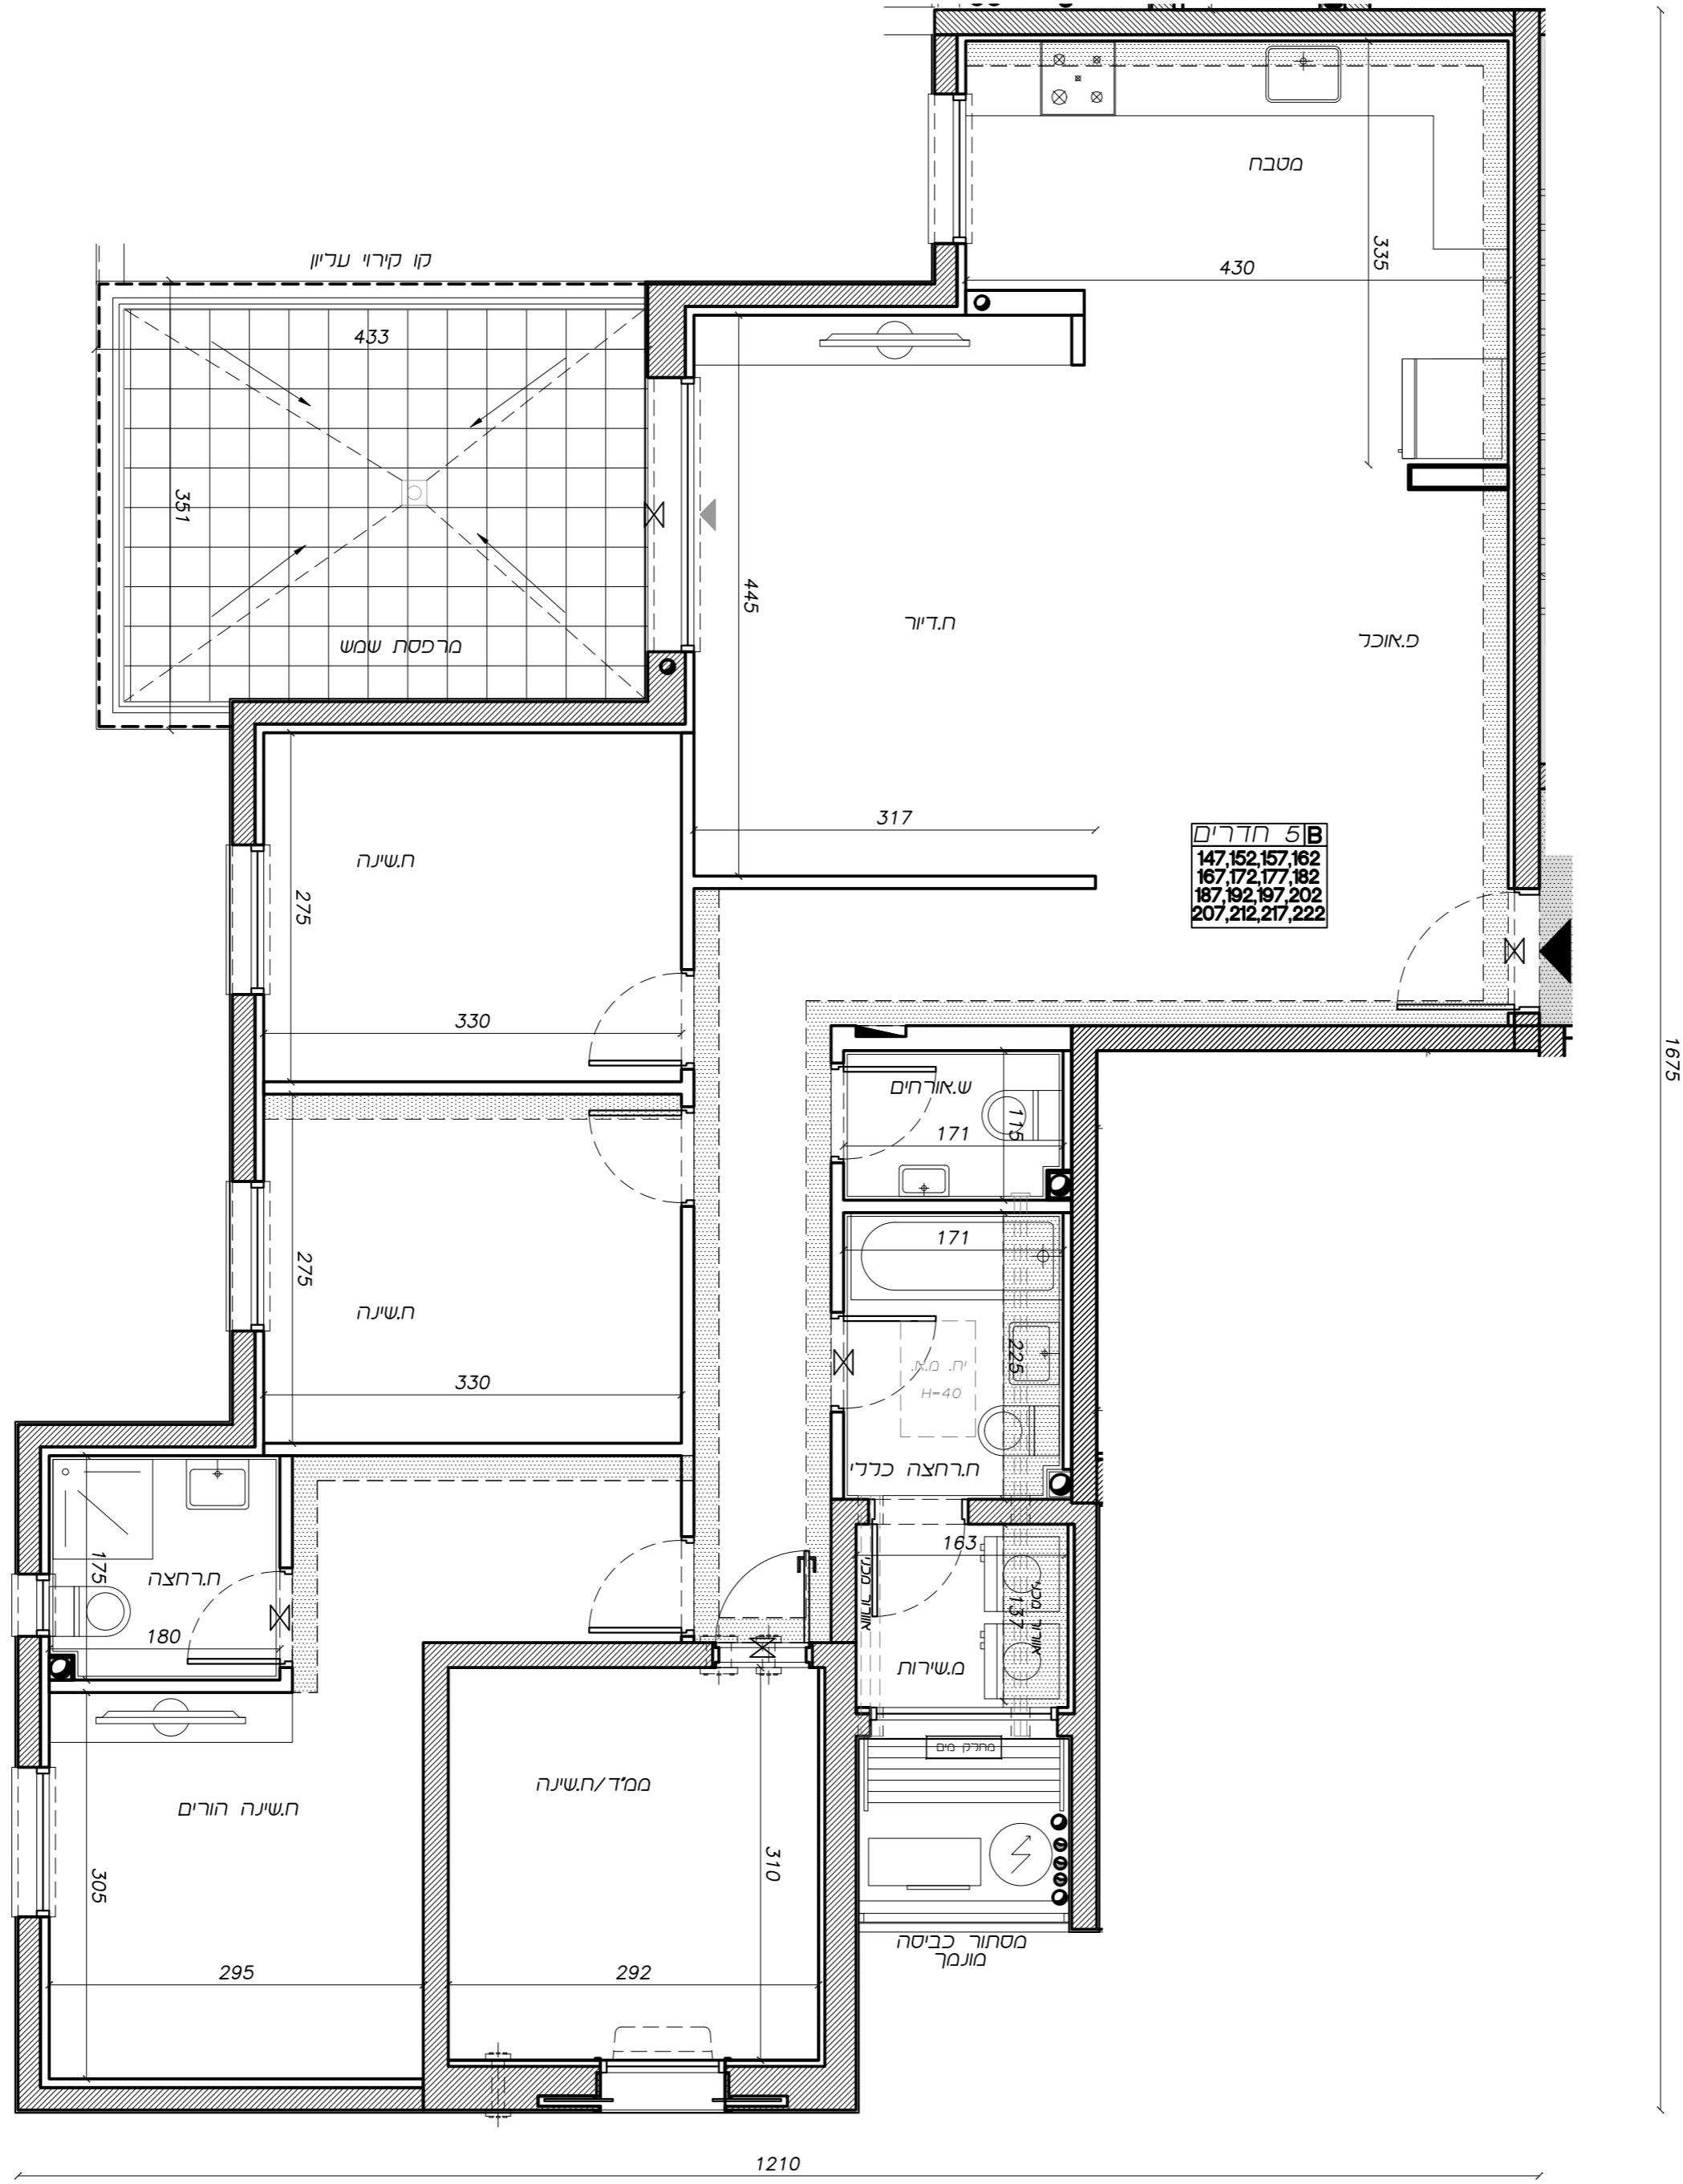 מטבח
335
430
קו קירוי עליון
433
351
מרפסת שמש
445
ח.דיור
פ.אוכל
317
5 חדרים B
147,152,157,162
167,172,177,182
187,192,197,202
207,212,217,222
ח.שינה
275
330
1675
ש.אורחים
115
171
171
275
ח.שינה
330
225
יח. מ.א.
H=40
ח.רחצה כללי
175
ח.רחצה
180
163
137
מ.שירות
מחלק מים
ממ"ד/ח.שינה
ח.שינה הורים
310
305
מסתור כביסה
מונמך
295
292
1210